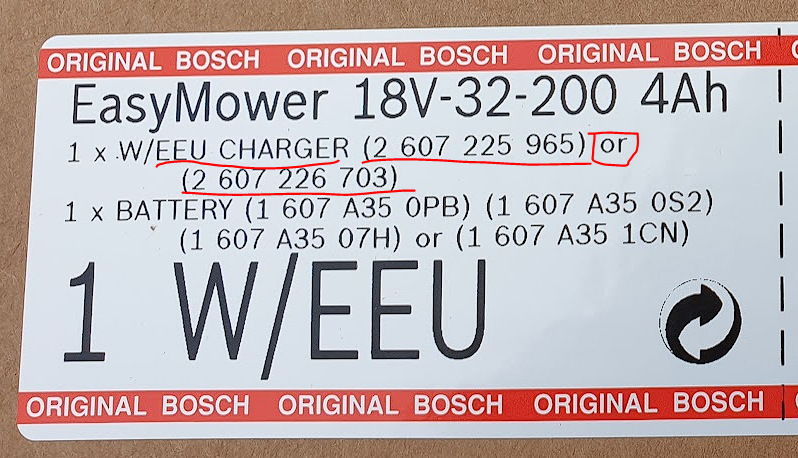 ORIGINAL BOSCH ORIGINAL BOSCH ORIGINAL BOSCH
EasyMower 18V-32-200 4Ah
1 x W/EEU CHARGER (2 607 225 965) or
(2 607 226 703)
1 x BATTERY (1 607 A35 0PB) (1 607 A35 0S2)
(1 607 A35 07H) or (1 607 A35 1CN)
1 W/EEU
ORIGINAL BOSCH ORIGINAL BOSCH ORIGINAL BOSCH